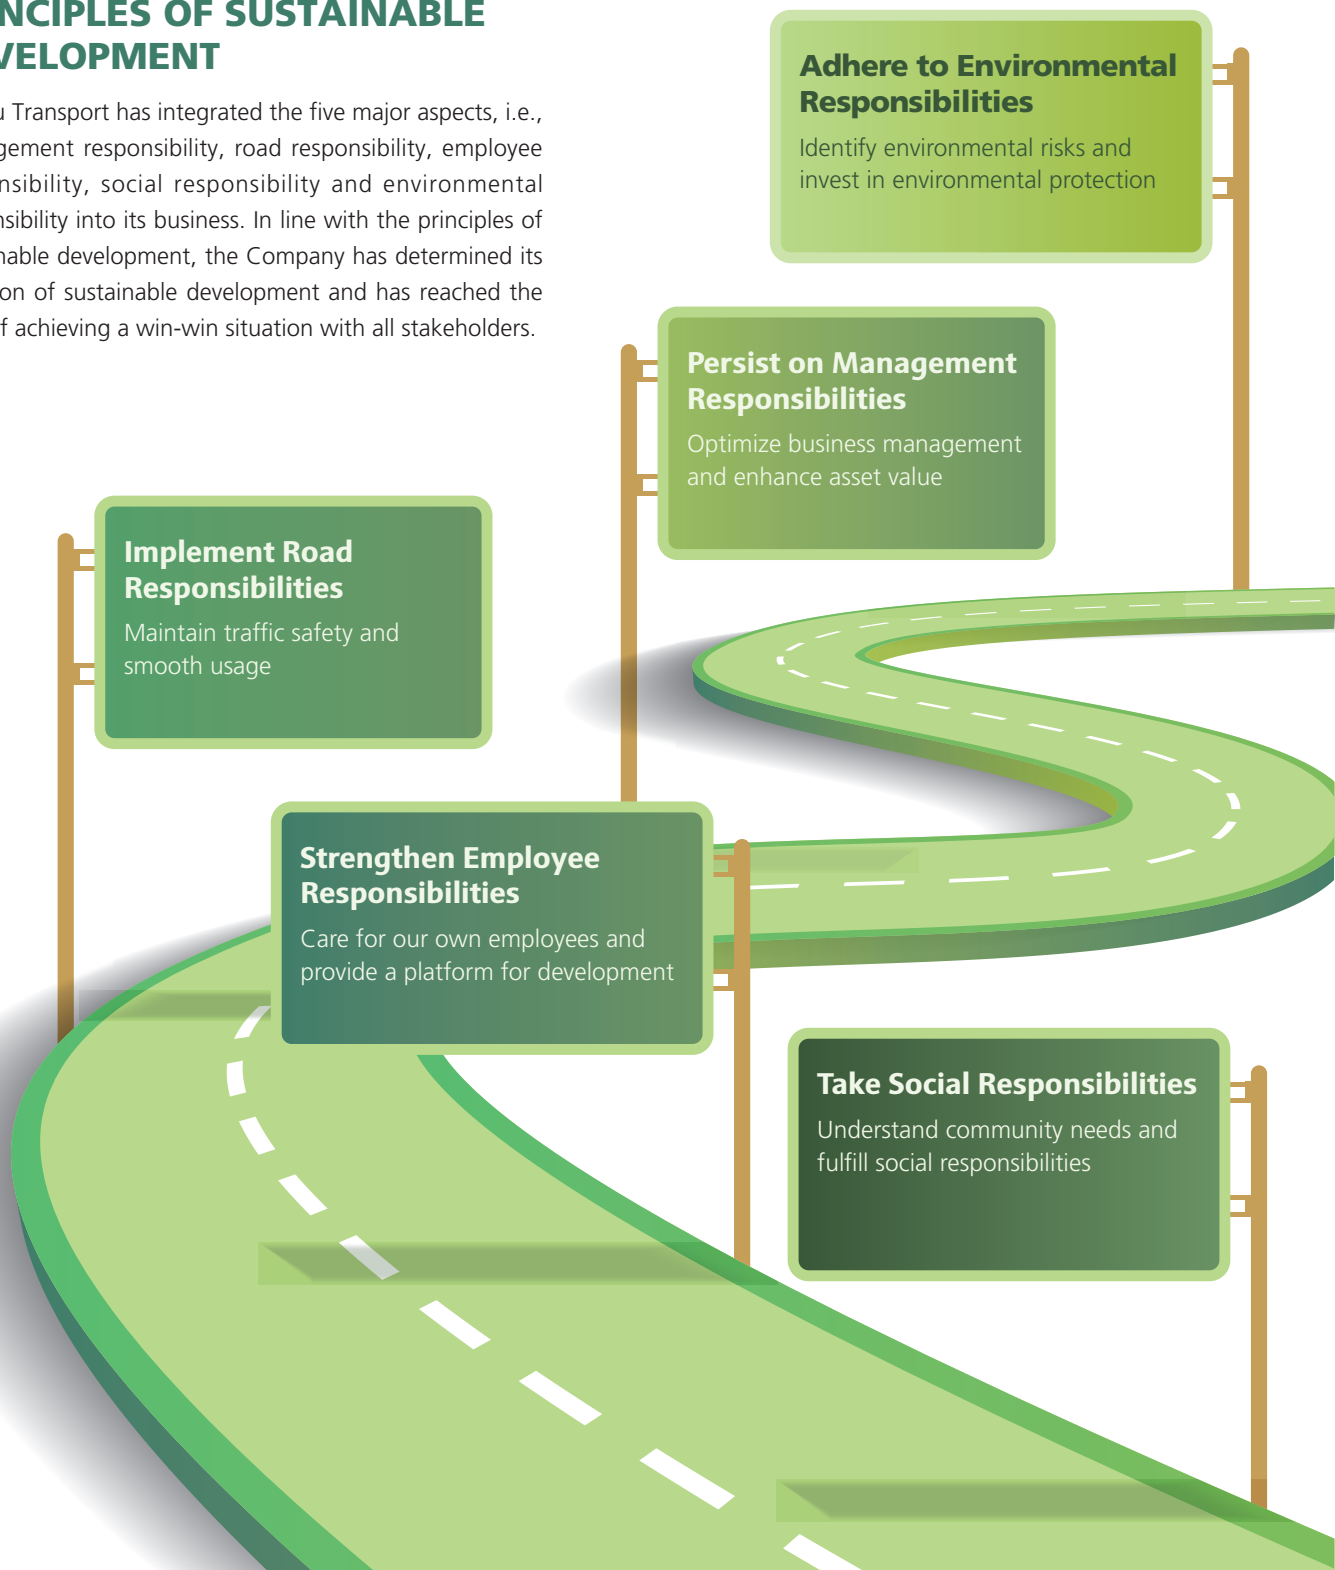 NCIPLES OF SUSTAINABLE
VELOPMENT
Transport has integrated the five major aspects, i.e.,
gement responsibility, road responsibility, employee
nsibility, social responsibility and environmental
nsibility into its business. In line with the principles of
nable development, the Company has determined its
on of sustainable development and has reached the
f achieving a win-win situation with all stakeholders.
Adhere to Environmental
Responsibilities
Identify environmental risks and
invest in environmental protection
Persist on Management
Responsibilities
Optimize business management
and enhance asset value
Implement Road
Responsibilities
Maintain traffic safety and
smooth usage
Strengthen Employee
Responsibilities
Care for our own employees and
provide a platform for development
Take Social Responsibilities
Understand community needs and
fulfill social responsibilities